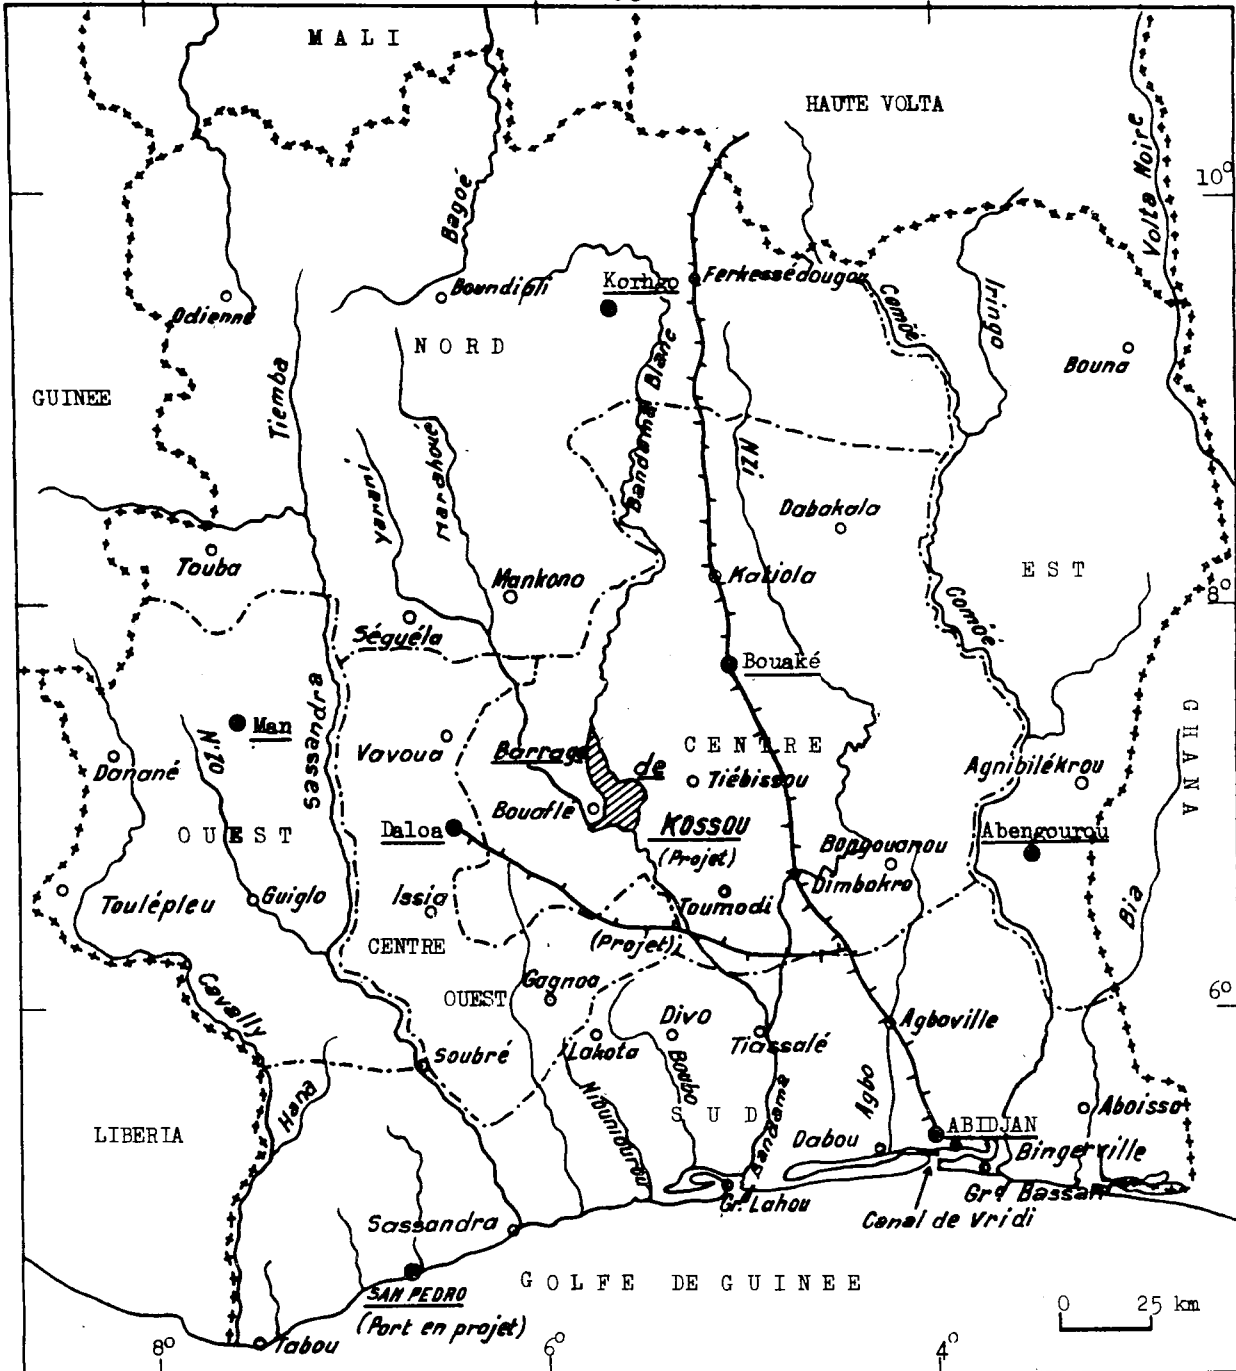 MALI
HAUTE VOLTA
Volta Noire
10°
Bagoé
Korhgo
Ferkessédougou
Boundiali
Odienné
Comoé
Iringo
Bouna
NORD
Tiemba
GUINEE
Bandama Blanc
Marahoué
Yarani
N'Zi
Dabakala
Touba
Mankono
Katiola
EST
8°
Comoé
Séguéla
Bouaké
Sassandra
Man
N'Zo
Vavoua
Barrage de
CENTRE
GHANA
Danané
Tiébissou
Agnibilékrou
Bouaflé
KOSSOU
(Projet)
OUEST
Daloa
Bongouanou
Abengourou
Dimbokro
Toulépleu
Guiglo
Issia
Toumodi
Bia
(Projet)
CENTRE
OUEST
Gagnoa
6°
Cavally
Divo
Agboville
Lakota
Tiassalé
Soubré
Boubo
Hana
Niouniourou
SUD
Bandama
Agbo
Aboisso
LIBERIA
ABIDJAN
Dabou
Bingerville
Grd Bassam
Gr. Lahou
Canal de Vridi
Sassandra
GOLFE DE GUINEE
SAN PEDRO
(Port en projet)
0 25 km
Tabou
8°
6°
4°